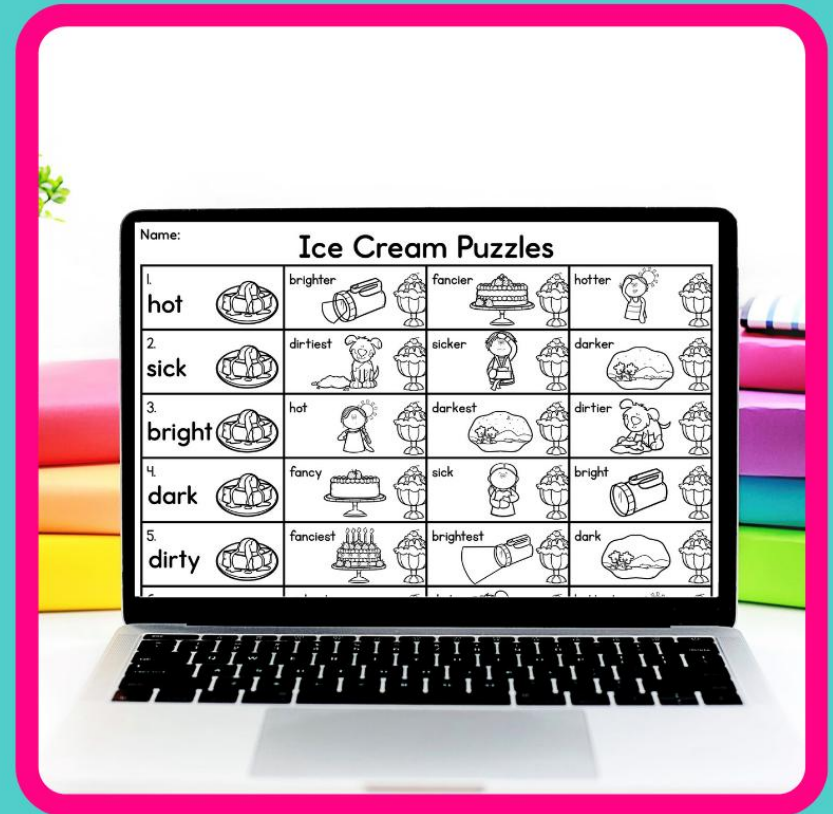 Name:
Ice Cream Puzzles
1.
hot
brighter
fancier
hotter
2.
sick
dirtiest
sicker
darker
3.
bright
hot
darkest
dirtier
4.
dark
fancy
sick
bright
5.
dirty
fanciest
brightest
dark